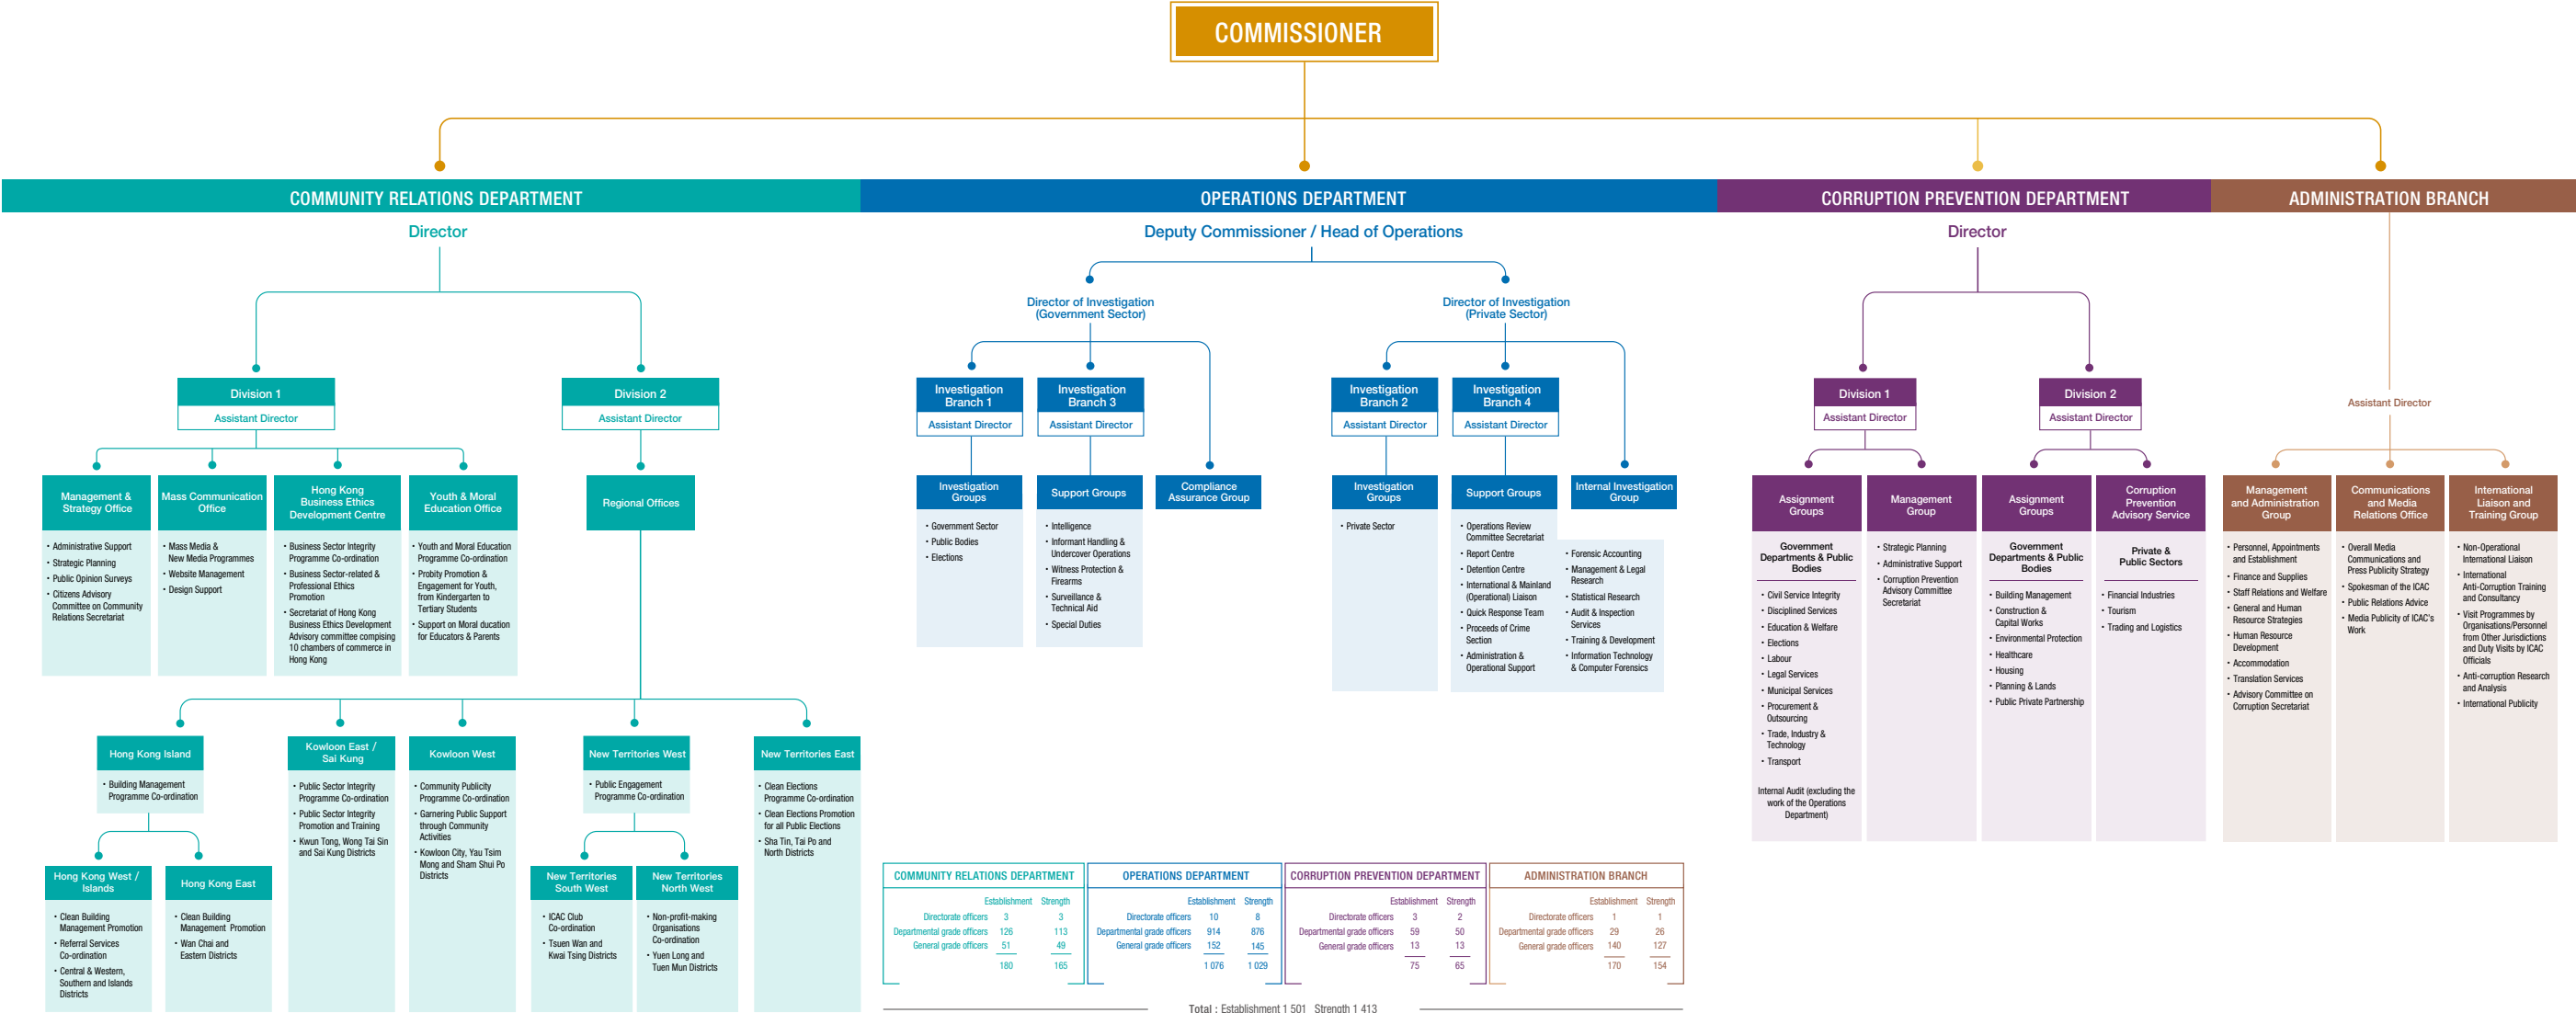 COMMISSIONER
COMMUNITY RELATIONS DEPARTMENT
Director
Division 1
Assistant Director
Management &
Strategy Office
• Administrative Support
• Strategic Planning
• Public Opinion Surveys
• Citizens Advisory
Committee on Community
Relations Secretariat
Mass Communication
Office
• Mass Media &
New Media Programmes
• Website Management
• Design Support
Hong Kong
Business Ethics
Development Centre
• Business Sector Integrity
Programme Co-ordination
• Business Sector-related &
Professional Ethics
Promotion
• Secretariat of Hong Kong
Business Ethics Development
Advisory committee compising
10 chambers of commerce in
Hong Kong
Youth & Moral
Education Office
• Youth and Moral Education
Programme Co-ordination
• Probity Promotion &
Engagement for Youth,
from Kindergarten to
Tertiary Students
• Support on Moral ducation
for Educators & Parents
Division 2
Assistant Director
Regional Offices
Hong Kong Island
• Building Management
Programme Co-ordination
Hong Kong West /
Islands
• Clean Building
Management Promotion
• Referral Services
Co-ordination
• Central & Western,
Southern and Islands
Districts
Hong Kong East
• Clean Building
Management Promotion
• Wan Chai and
Eastern Districts
Kowloon East /
Sai Kung
• Public Sector Integrity
Programme Co-ordination
• Public Sector Integrity
Promotion and Training
• Kwun Tong, Wong Tai Sin
and Sai Kung Districts
Kowloon West
• Community Publicity
Programme Co-ordination
• Garnering Public Support
through Community
Activities
• Kowloon City, Yau Tsim
Mong and Sham Shui Po
Districts
New Territories West
• Public Engagement
Programme Co-ordination
New Territories
South West
• ICAC Club
Co-ordination
• Tsuen Wan and
Kwai Tsing Districts
New Territories
North West
• Non-profit-making
Organisations
Co-ordination
• Yuen Long and
Tuen Mun Districts
New Territories East
• Clean Elections
Programme Co-ordination
• Clean Elections Promotion
for all Public Elections
• Sha Tin, Tai Po and
North Districts
OPERATIONS DEPARTMENT
Deputy Commissioner / Head of Operations
Director of Investigation
(Government Sector)
Investigation
Branch 1
Assistant Director
Investigation
Groups
• Government Sector
• Public Bodies
• Elections
Investigation
Branch 3
Assistant Director
Support Groups
• Intelligence
• Informant Handling &
Undercover Operations
• Witness Protection &
Firearms
• Surveillance &
Technical Aid
• Special Duties
Compliance
Assurance Group
Director of Investigation
(Private Sector)
Investigation
Branch 2
Assistant Director
Investigation
Groups
• Private Sector
Investigation
Branch 4
Assistant Director
Support Groups
• Operations Review
Committee Secretariat
• Report Centre
• Detention Centre
• International & Mainland
(Operational) Liaison
• Quick Response Team
• Proceeds of Crime
Section
• Administration &
Operational Support
• Forensic Accounting
• Management & Legal
Research
• Statistical Research
• Audit & Inspection
Services
• Training & Development
• Information Technology
& Computer Forensics
Internal Investigation
Group
CORRUPTION PREVENTION DEPARTMENT
Director
Division 1
Assistant Director
Assignment
Groups
Government
Departments & Public
Bodies
• Civil Service Integrity
• Disciplined Services
• Education & Welfare
• Elections
• Labour
• Legal Services
• Municipal Services
• Procurement &
Outsourcing
• Trade, Industry &
Technology
• Transport
Internal Audit (excluding the
work of the Operations
Department)
Management
Group
• Strategic Planning
• Administrative Support
• Corruption Prevention
Advisory Committee
Secretariat
Division 2
Assistant Director
Assignment
Groups
Government
Departments & Public
Bodies
• Building Management
• Construction &
Capital Works
• Environmental Protection
• Healthcare
• Housing
• Planning & Lands
• Public Private Partnership
Corruption
Prevention
Advisory Service
Private &
Public Sectors
• Financial Industries
• Tourism
• Trading and Logistics
ADMINISTRATION BRANCH
Assistant Director
Management
and Administration
Group
• Personnel, Appointments
and Establishment
• Finance and Supplies
• Staff Relations and Welfare
• General and Human
Resource Strategies
• Human Resource
Development
• Accommodation
• Translation Services
• Advisory Committee on
Corruption Secretariat
Communications
and Media
Relations Office
• Overall Media
Communications and
Press Publicity Strategy
• Spokesman of the ICAC
• Public Relations Advice
• Media Publicity of ICAC's
Work
International
Liaison and
Training Group
• Non-Operational
International Liaison
• International
Anti-Corruption Training
and Consultancy
• Visit Programmes by
Organisations/Personnel
from Other Jurisdictions
and Duty Visits by ICAC
Officials
• Anti-corruption Research
and Analysis
• International Publicity
COMMUNITY RELATIONS DEPARTMENT
Establishment Strength
Directorate officers 3 3
Departmental grade officers 126 113
General grade officers 51 49
180 165
OPERATIONS DEPARTMENT
Establishment Strength
Directorate officers 10 8
Departmental grade officers 914 876
General grade officers 152 145
1 076 1 029
CORRUPTION PREVENTION DEPARTMENT
Establishment Strength
Directorate officers 3 2
Departmental grade officers 59 50
General grade officers 13 13
75 65
ADMINISTRATION BRANCH
Establishment Strength
Directorate officers 1 1
Departmental grade officers 29 26
General grade officers 140 127
170 154
Total : Establishment 1 501 Strength 1 413